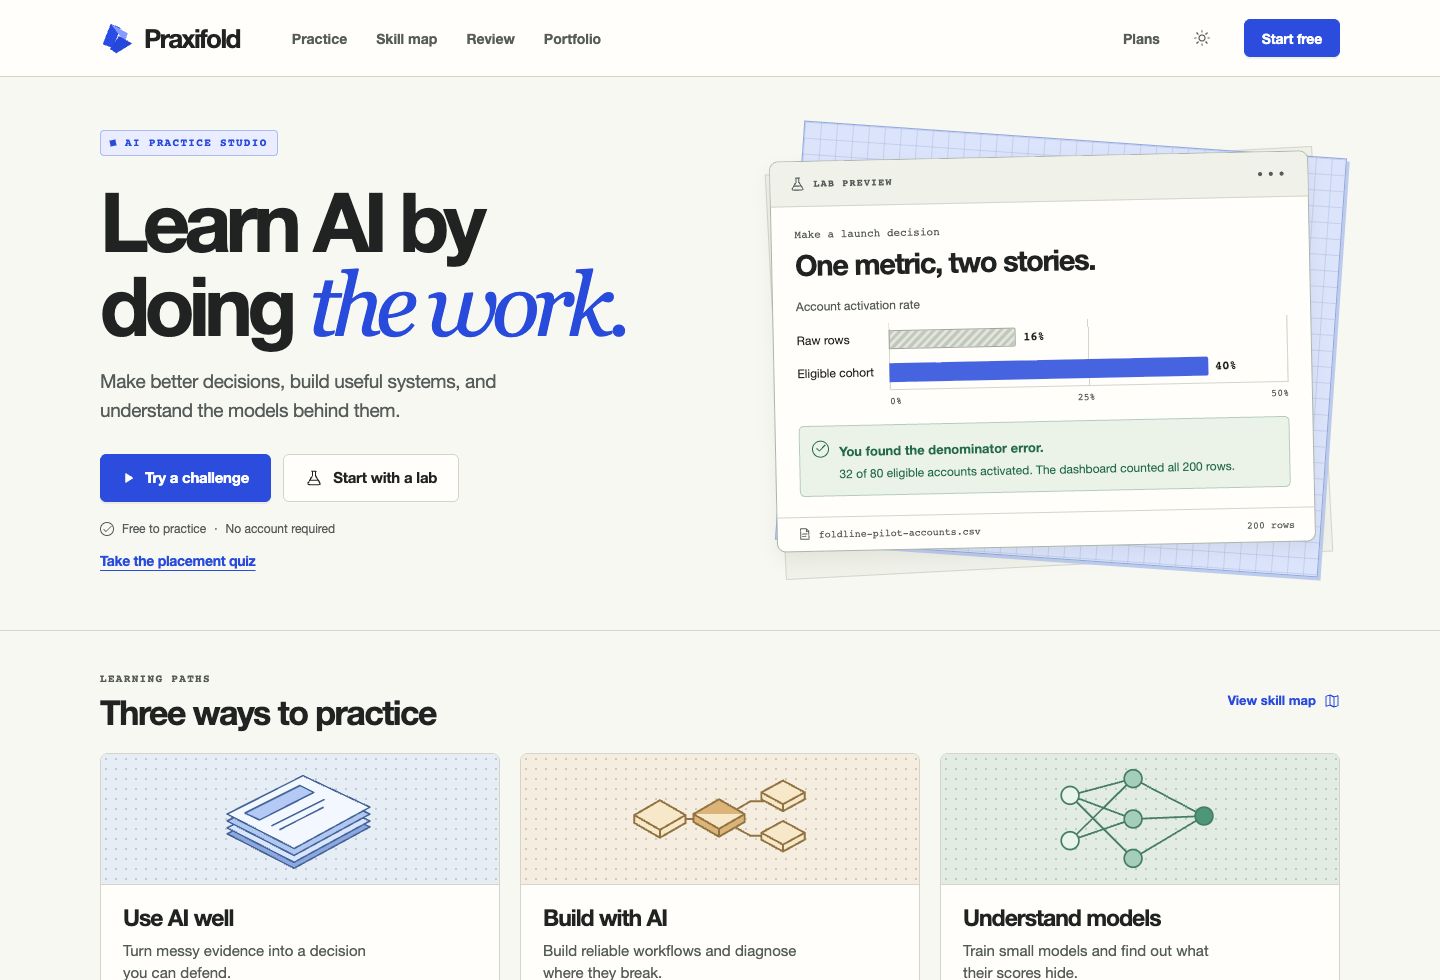 Praxifold
Practice
Skill map
Review
Portfolio
Plans
Start free
AI PRACTICE STUDIO
Learn AI by
doing the work.
Make better decisions, build useful systems, and
understand the models behind them.
Try a challenge
Start with a lab
Free to practice · No account required
Take the placement quiz
LAB PREVIEW
Make a launch decision
One metric, two stories.
Account activation rate
Raw rows
16%
Eligible cohort
40%
0%
25%
50%
You found the denominator error.
32 of 80 eligible accounts activated. The dashboard counted all 200 rows.
foldline-pilot-accounts.csv
200 rows
LEARNING PATHS
Three ways to practice
View skill map
Use AI well
Turn messy evidence into a decision
you can defend.
Build with AI
Build reliable workflows and diagnose
where they break.
Understand models
Train small models and find out what
their scores hide.